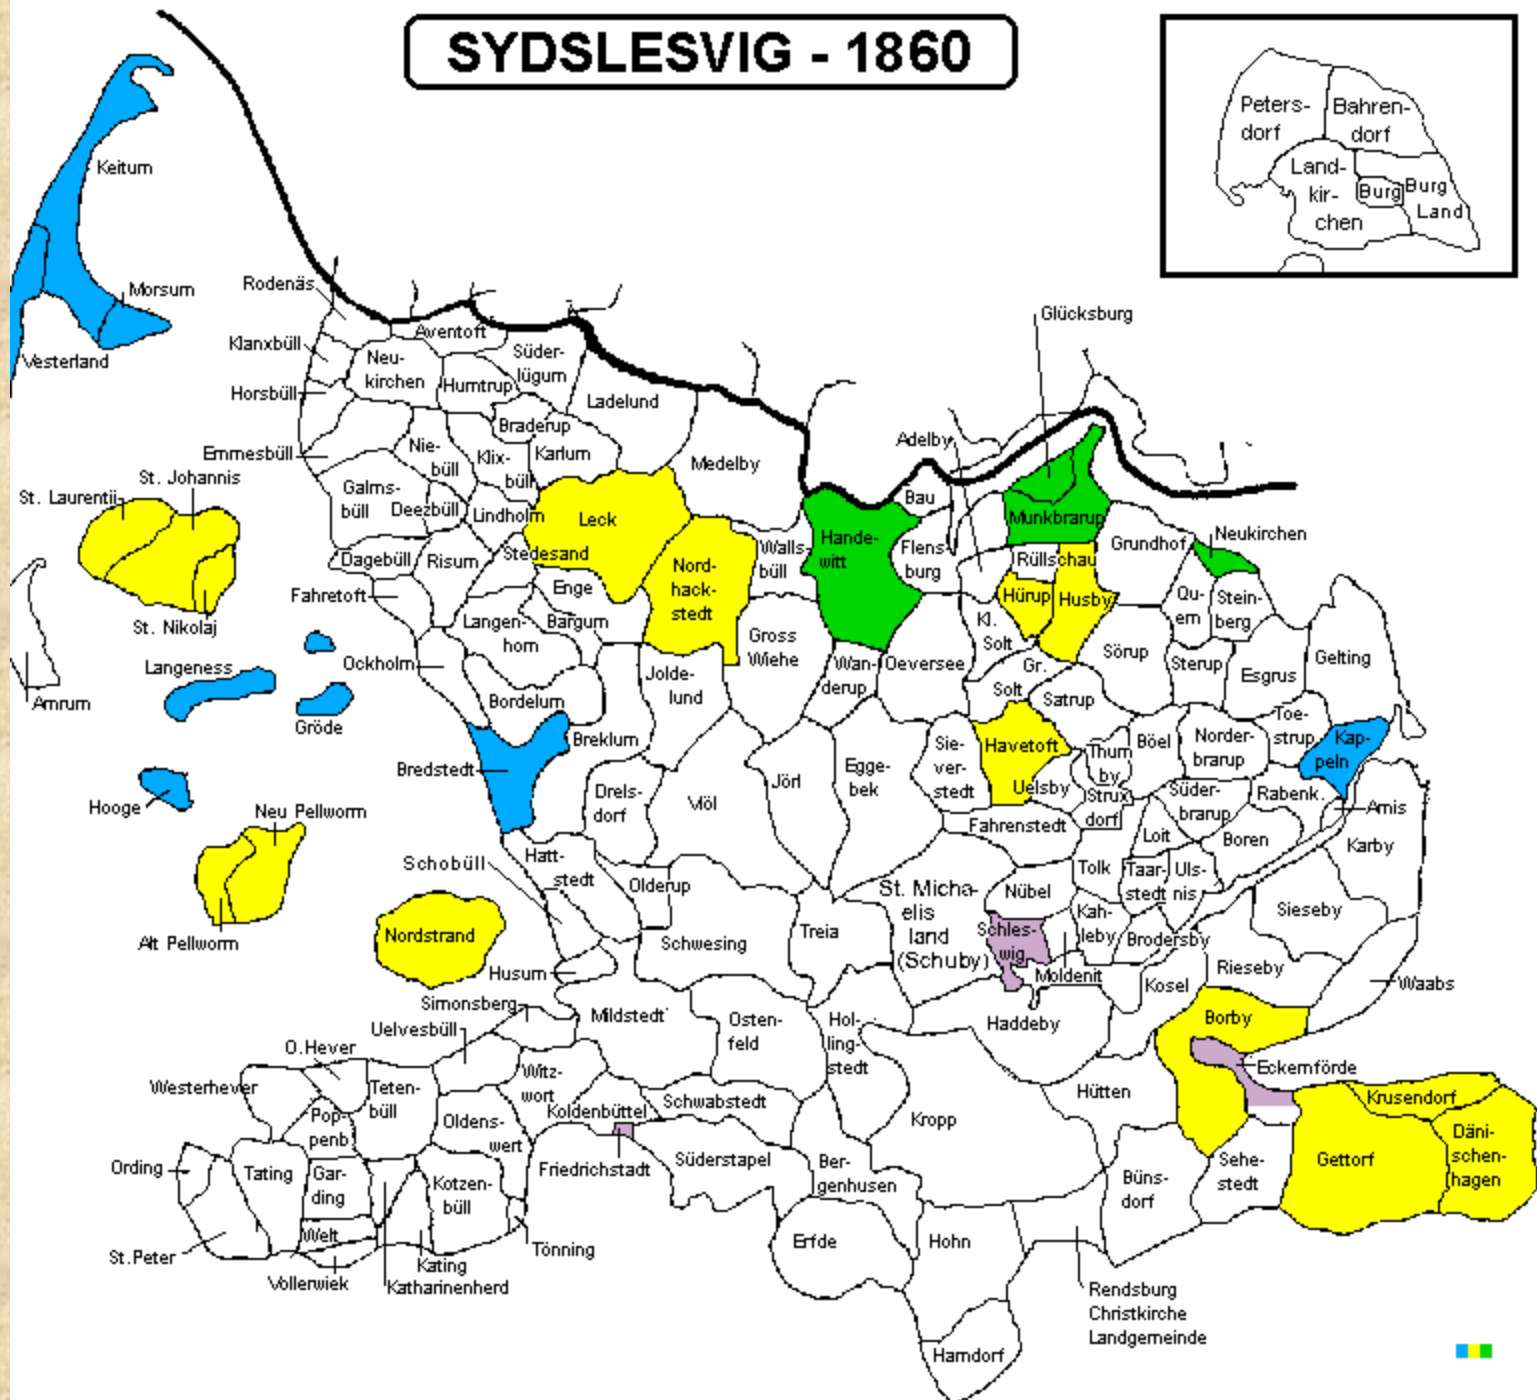 SYDSLESVIG - 1860
Peters-
dorf
Bahren-
dorf
Land-
kir-
chen
Burg
Burg
Land
Keitum
Morsum
Vesterland
Rodenäs
Klanxbüll
Horsbüll
Emmesbüll
Aventoft
Neu-
kirchen
Humtrup
Süder-
lügum
Ladelund
Braderup
Karlum
Medelby
Nie-
büll
Klix-
büll
Galms-
büll
Deezbüll
Lindholm
Leck
Dagebüll
Risum
Stedesand
Enge
Fahretoft
Langen-
horn
Bargum
Ockholm
Bordelum
Nord-
hack-
stedt
Walls-
büll
Hande-
witt
Bau
Flens-
burg
Adelby
Glücksburg
Munkbrarup
Rüllschau
Hürup
Husby
Grundhof
Neukirchen
Qu-
ern
Stein-
berg
Gelting
Esgrus
Sterup
Sörup
Kl.
Solt
Gr.
Solt
Satrup
Gross
Wiehe
Wan-
derup
Oeversee
Jolde-
lund
St. Laurentii
St. Johannis
St. Nikolaj
Amrum
Langeness
Gröde
Hooge
Neu Pellworm
Alt Pellworm
Nordstrand
Bredstedt
Breklum
Drels-
dorf
Viöl
Jörl
Egge-
bek
Sie-
ver-
stedt
Havetoft
Uelsby
Thum
by
Strux
dorf
Böel
Norder-
brarup
Toe-
strup
Kap-
peln
Süder-
brarup
Rabenk.
Arnis
Karby
Fahrenstedt
Loit
Boren
Tolk
Taar-
stedt
Uls-
nis
Nübel
Sieseby
Schobüll
Hatt-
stedt
Olderup
Schwesing
Treia
St. Micha-
elis
land
(Schuby)
Schles-
wig
Kah-
leby
Brodersby
Moldenit
Kosel
Rieseby
Waabs
Husum
Simonsberg
Uelvesbüll
Mildstedt
Osten-
feld
Hol-
ling-
stedt
Haddeby
Borby
Eckernförde
O.Hever
Westerhever
Teten-
büll
Witz-
wort
Koldenbüttel
Schwabstedt
Kropp
Hütten
Krusendorf
Pop-
penb
Oldens-
wert
Friedrichstadt
Süderstapel
Ber-
genhusen
Büns-
dorf
Sehe-
stedt
Gettorf
Däni-
schen-
hagen
Ording
Tating
Gar-
ding
Kotzen-
büll
Welt
St.Peter
Vollerwiek
Kating
Katharinenherd
Tönning
Erfde
Hohn
Hamdorf
Rendsburg
Christkirche
Landgemeinde